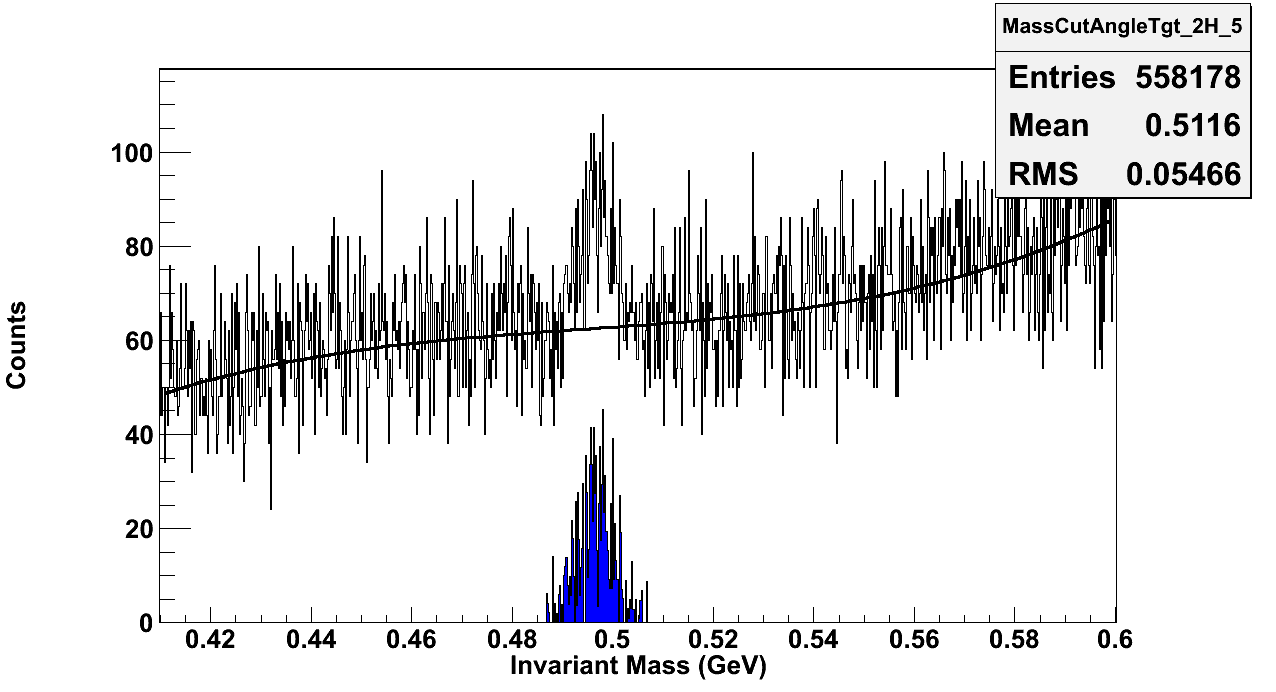 MassCutAngleTgt_2H_5
Entries 558178
Mean 0.5116
RMS 0.05466
Counts
100
80
60
40
20
0
0.42 0.44 0.46 0.48 0.5 0.52 0.54 0.56 0.58 0.6
Invariant Mass (GeV)